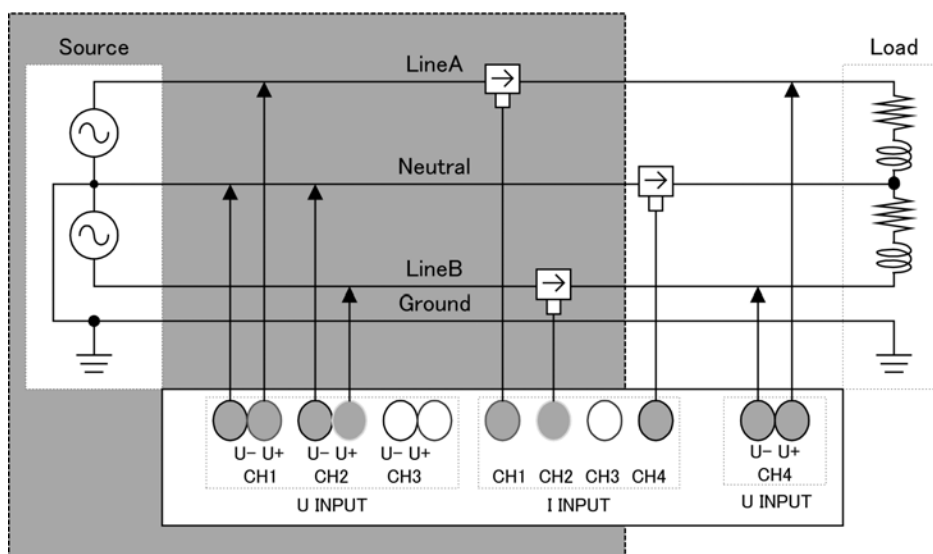 Source
Load
LineA
Neutral
LineB
Ground
U- U+
U- U+
U- U+
CH1
CH2
CH3
U INPUT
CH1
CH2
CH3
CH4
I INPUT
U- U+
CH4
U INPUT